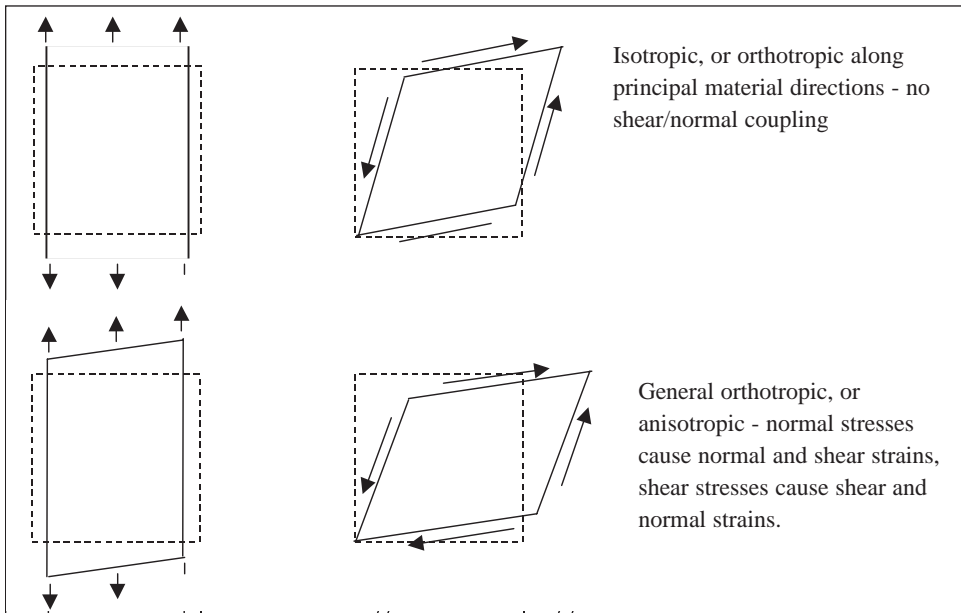 Isotropic, or orthotropic along
principal material directions - no
shear/normal coupling
General orthotropic, or
anisotropic - normal stresses
cause normal and shear strains,
shear stresses cause shear and
normal strains.